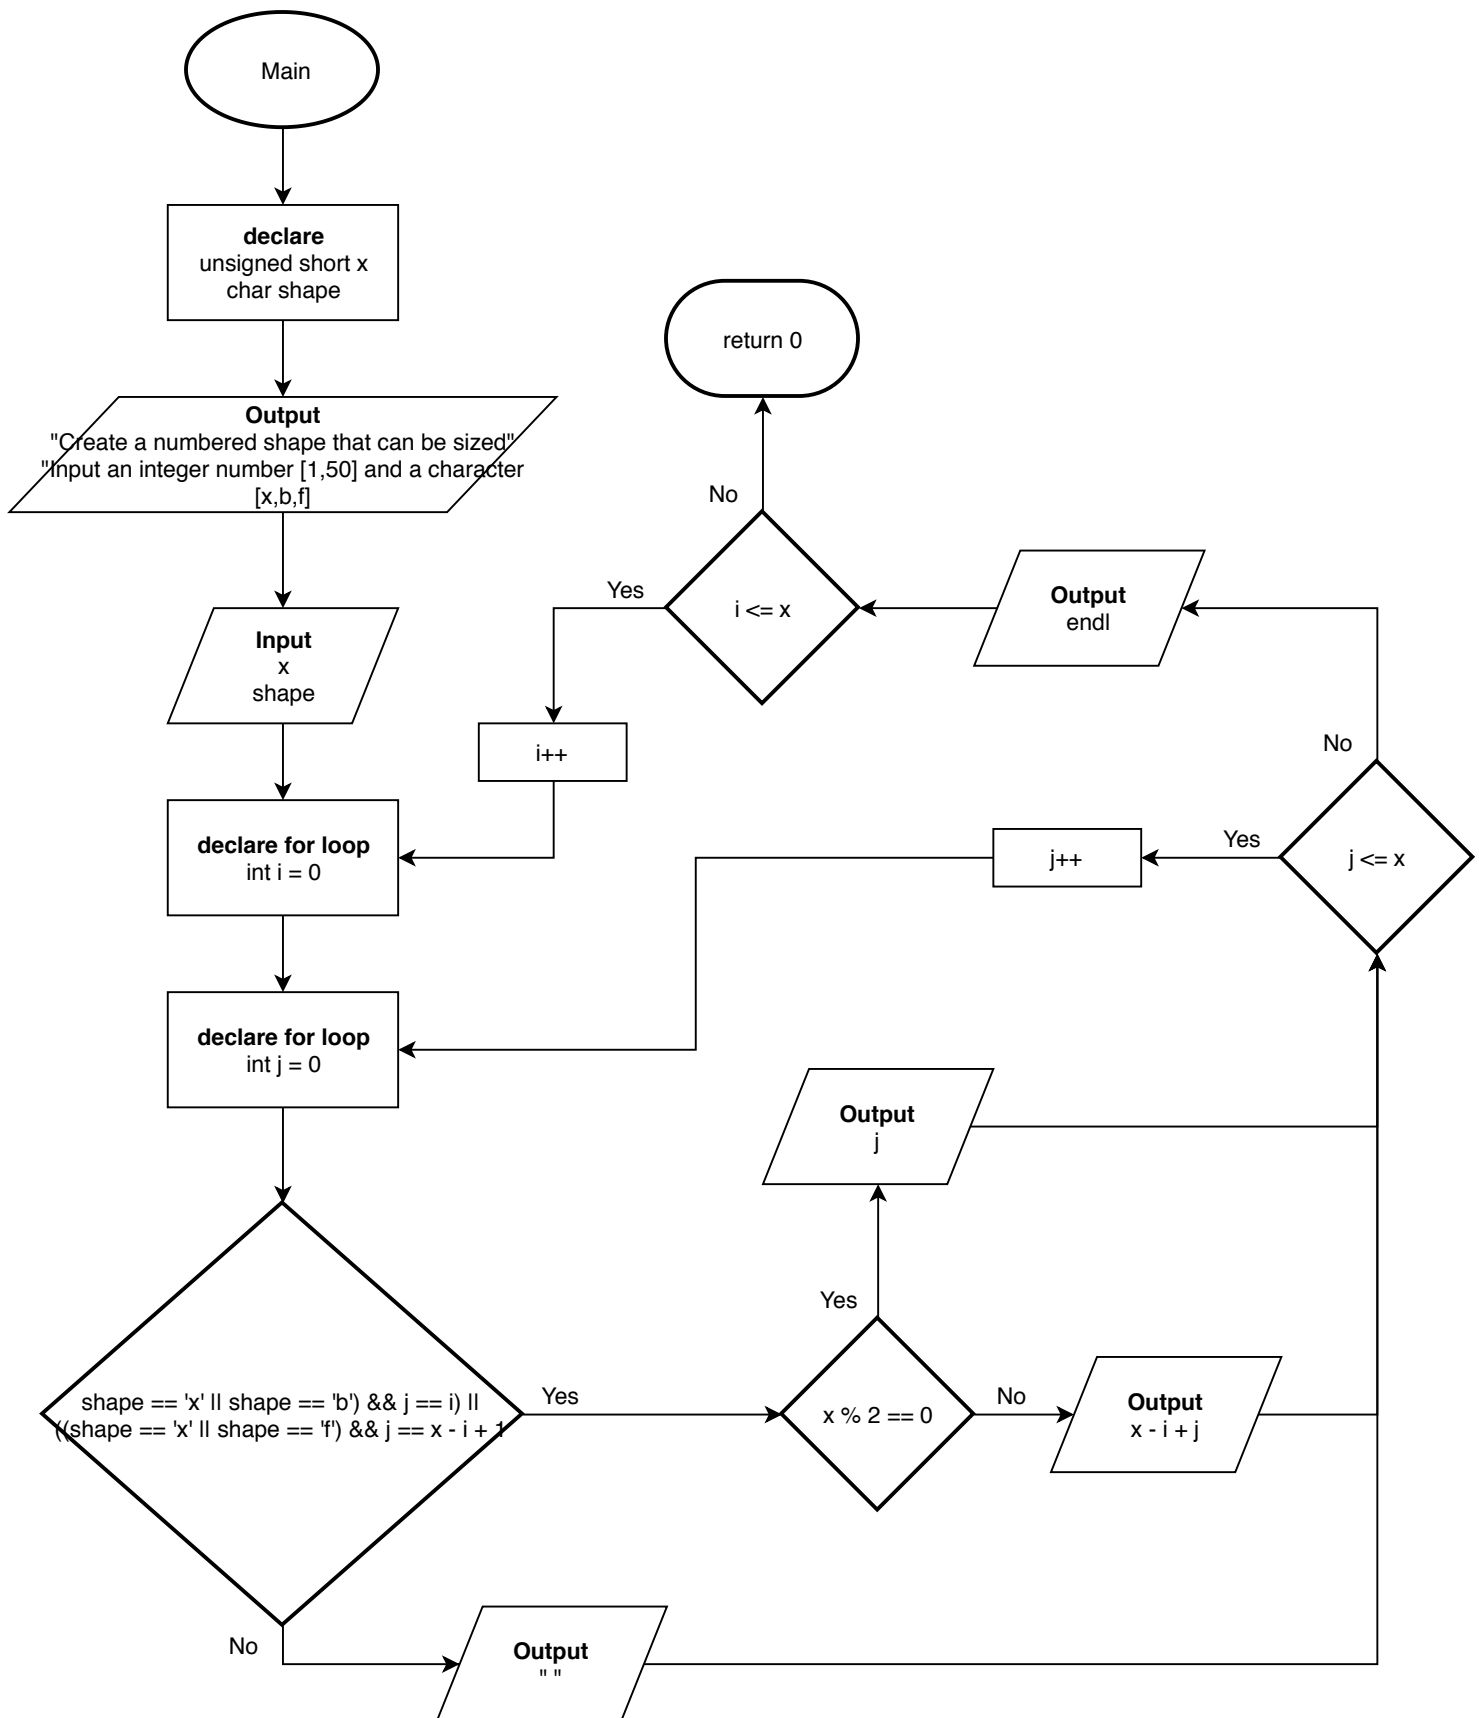 Main
declare
unsigned short x
char shape
Output
"Create a numbered shape that can be sized"
"Input an integer number [1,50] and a character
[x,b,f]
Input
x
shape
declare for loop
int i = 0
declare for loop
int j = 0
shape == 'x' || shape == 'b') && j == i) ||
((shape == 'x' || shape == 'f') && j == x - i + 1
Yes
No
Output
" "
x % 2 == 0
Yes
Output
j
No
Output
x - i + j
j <= x
Yes
j++
No
Output
endl
i <= x
Yes
i++
No
return 0